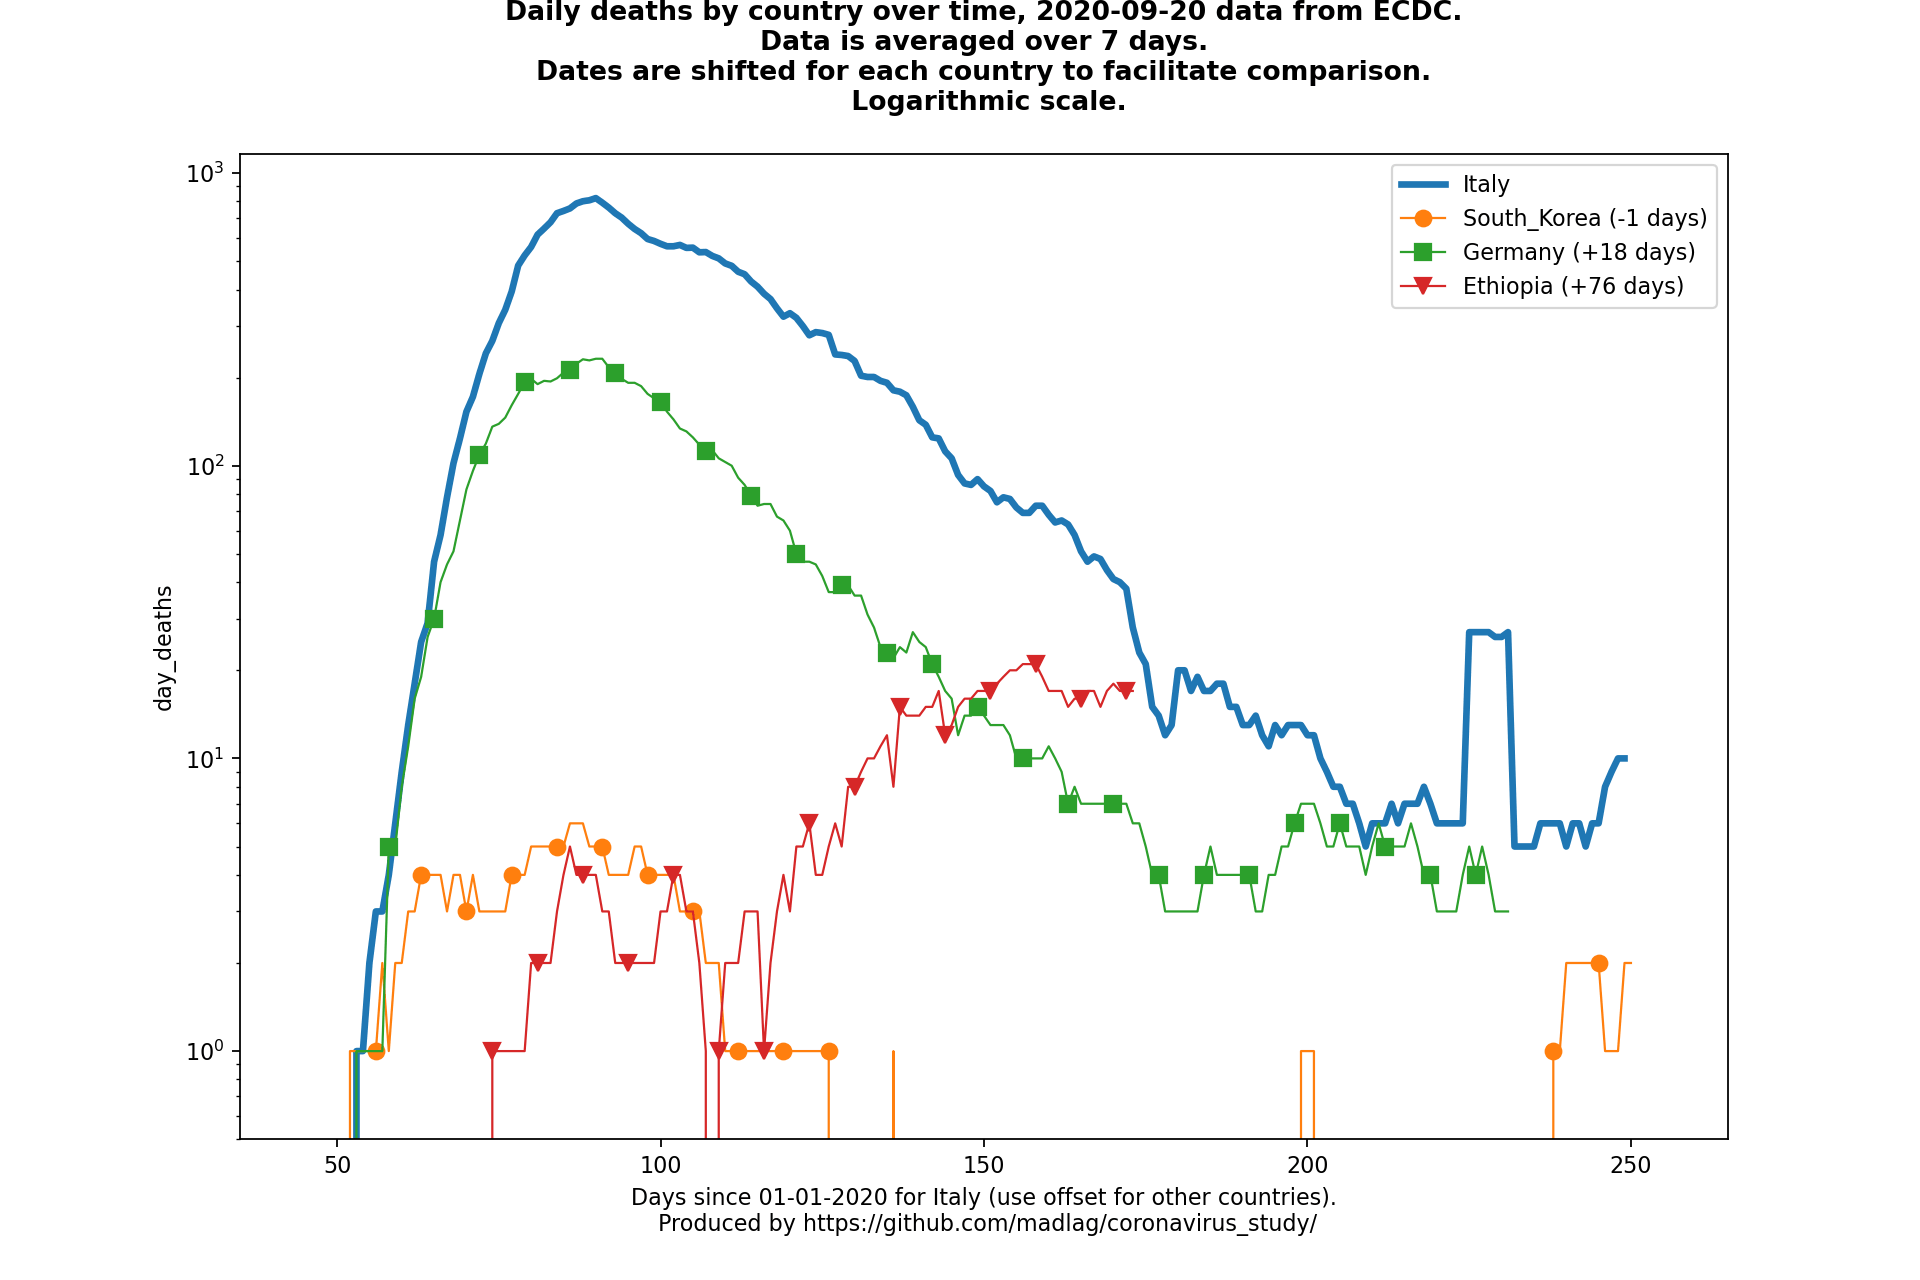 Daily deaths by country over time, 2020-09-20 data from ECDC.
Data is averaged over 7 days.
Dates are shifted for each country to facilitate comparison.
Logarithmic scale.
10³
10²
10¹
10⁰
day_deaths
Italy
South_Korea (-1 days)
Germany (+18 days)
Ethiopia (+76 days)
50 100 150 200 250
Days since 01-01-2020 for Italy (use offset for other countries).
Produced by https://github.com/madlag/coronavirus_study/